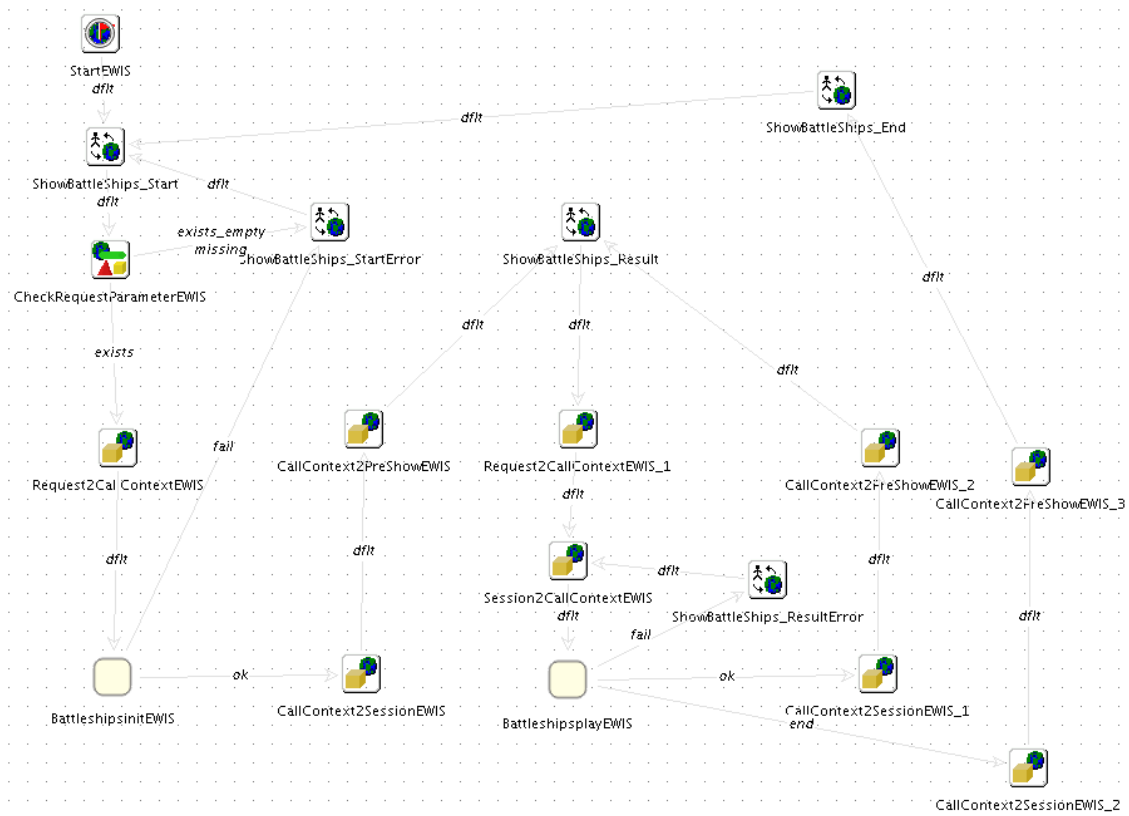 StartEWIS
dflt
ShowBattleShips_End
dflt
ShowBattleShips_Start
dflt
dflt
exists_empty
missing
ShowBattleShips_StartError
ShowBattleShips_Result
dflt
CheckRequestParameterEWIS
dflt
dflt
exists
dflt
fail
CallContext2PreShowEWIS
Request2CallContextEWIS_1
Request2CallContextEWIS
CallContext2PreShowEWIS_2
CallContext2PreShowEWIS_3
dflt
dflt
dflt
dflt
dflt
Session2CallContextEWIS
dflt
ShowBattleShips_ResultError
dflt
fail
ok
ok
BattleshipsinitEWIS
CallContext2SessionEWIS
BattleshipsplayEWIS
CallContext2SessionEWIS_1
end
CallContext2SessionEWIS_2